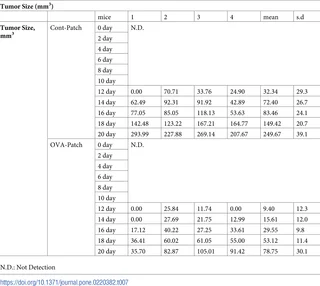 Tumor Size (mm³)
mice 1 2 3 4 mean s.d
Tumor Size, mm³ Cont-Patch 0 day N.D.
2 day
4 day
6 day
8 day
10 day
12 day 0.00 70.71 33.76 24.90 32.34 29.3
14 day 62.49 92.31 91.92 42.89 72.40 26.7
16 day 77.05 85.05 118.13 53.63 83.46 24.1
18 day 142.48 123.22 167.21 164.77 149.42 20.7
20 day 293.99 227.88 269.14 207.67 249.67 39.1
OVA-Patch 0 day N.D.
2 day
4 day
6 day
8 day
10 day
12 day 0.00 25.84 11.74 0.00 9.40 12.3
14 day 0.00 27.69 21.75 12.99 15.61 12.0
16 day 17.12 40.22 27.25 33.61 29.55 9.8
18 day 36.41 60.02 61.05 55.00 53.12 11.4
20 day 35.70 82.87 105.01 91.42 78.75 30.1
N.D.: Not Detection
https://doi.org/10.1371/journal.pone.0220382.t007